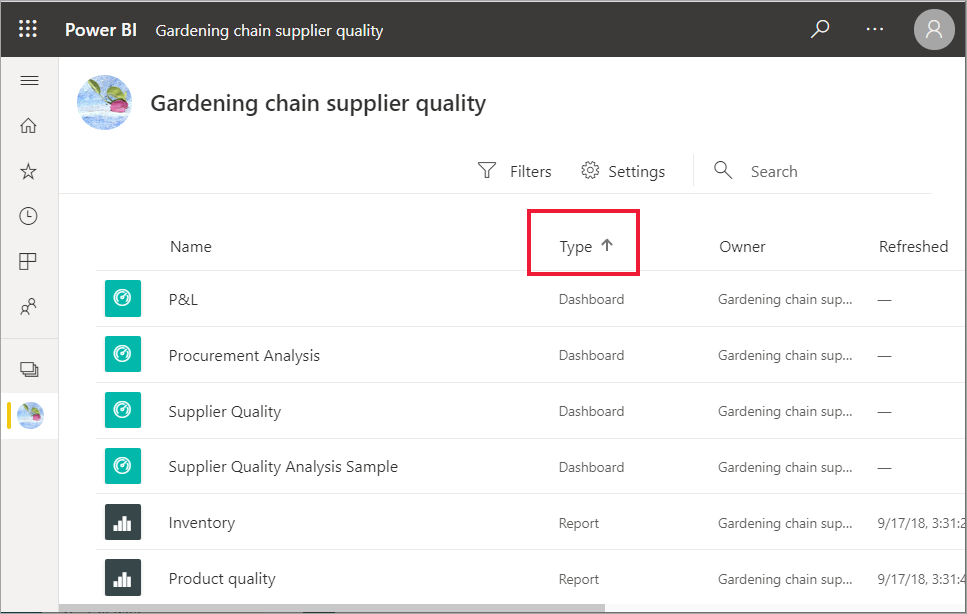 Power BI Gardening chain supplier quality
Gardening chain supplier quality
Filters Settings Search
Name Type Owner Refreshed
P&L Dashboard Gardening chain sup... —
Procurement Analysis Dashboard Gardening chain sup... —
Supplier Quality Dashboard Gardening chain sup... —
Supplier Quality Analysis Sample Dashboard Gardening chain sup... —
Inventory Report Gardening chain sup... 9/17/18, 3:31:2
Product quality Report Gardening chain sup... 9/17/18, 3:31:4